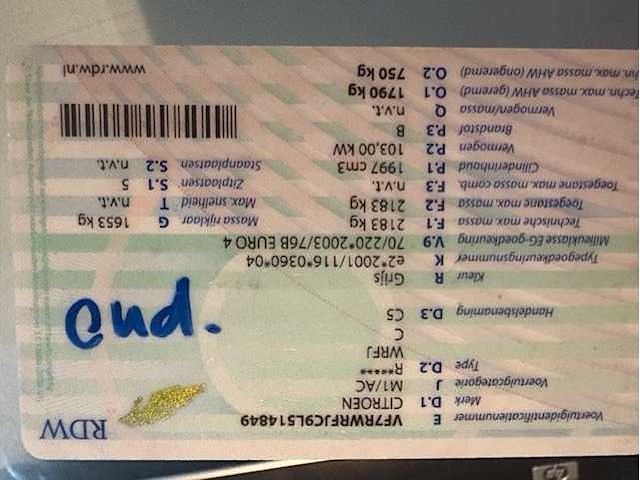 Voertuigidentificatienummer E VF7RWRFJC9L514849
Merk D.1 CITROEN
Voertuigcategorie J M1/AC
Type D.2 R*****
WRFJ
C
Handelsbenaming D.3 C5
Kleur R Grijs
Typegoedkeuringsnummer K e2*2001/116*0360*04
Milieuklasse EG-goedkeuring V.9 70/220*2003/76B EURO 4
Technische max. massa F.1 2183 kg
Toegestane max. massa F.2 2183 kg
Toegestane max. massa comb. F.3 n.v.t.
Cilinderinhoud P.1 1997 cm3
Vermogen P.2 103,00 kW
Brandstof P.3 B
Vermogen/massa Q n.v.t.
Techn. max. massa AHW (geremd) O.1 1790 kg
hn. max. massa AHW (ongeremd) O.2 750 kg
RDW
oud.
Massa rijklaar G 1653 kg
Max. snelheid T n.v.t.
Zitplaatsen S.1 5
Staanplaatsen S.2 n.v.t.
www.rdw.nl